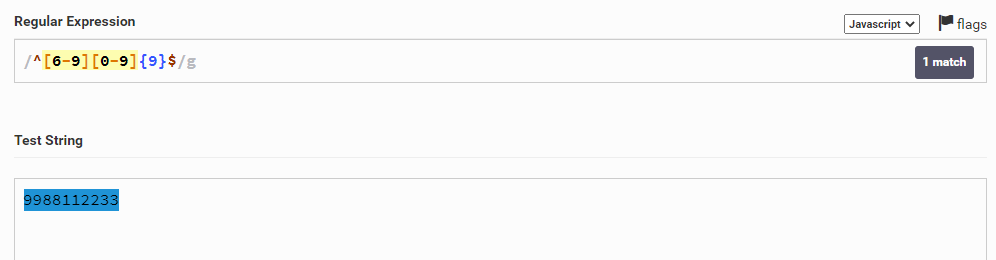 Regular Expression
Javascript flags
/^[6-9][0-9]{9}$/g
1 match
Test String
9988112233